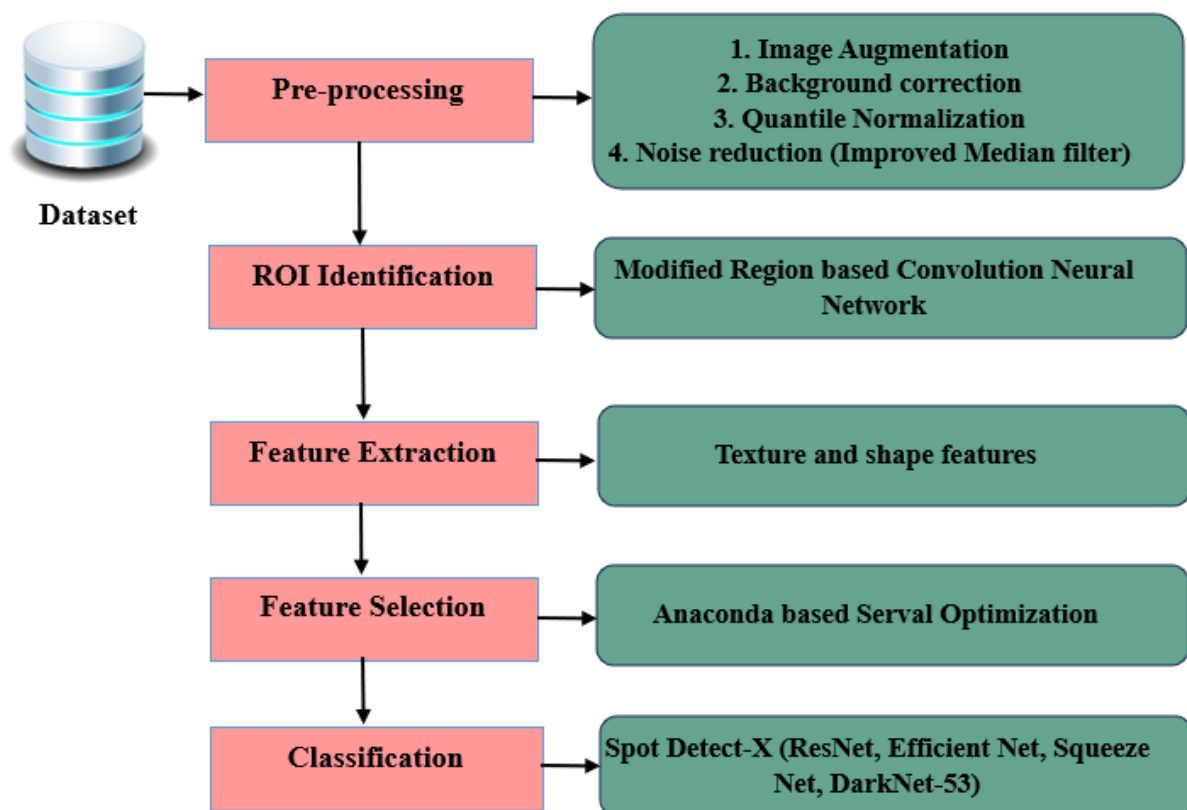 Dataset
Pre-processing
1. Image Augmentation
2. Background correction
3. Quantile Normalization
4. Noise reduction (Improved Median filter)
ROI Identification
Modified Region based Convolution Neural
Network
Feature Extraction
Texture and shape features
Feature Selection
Anaconda based Serval Optimization
Classification
Spot Detect-X (ResNet, Efficient Net, Squeeze
Net, DarkNet-53)